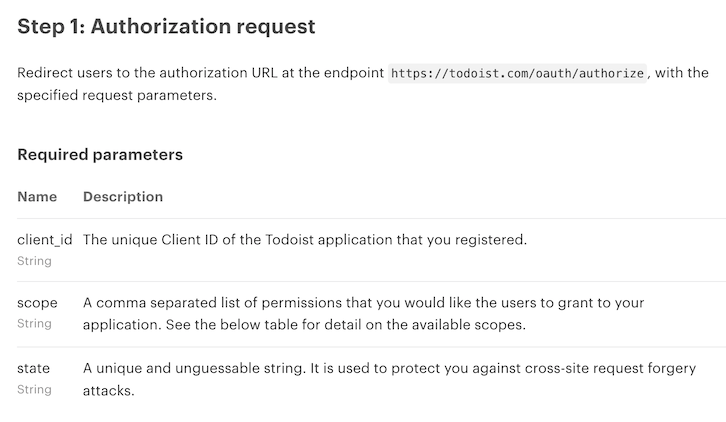 Step 1: Authorization request
Redirect users to the authorization URL at the endpoint https://todoist.com/oauth/authorize, with the
specified request parameters.
Required parameters
Name Description
client_id The unique Client ID of the Todoist application that you registered.
String
scope A comma separated list of permissions that you would like the users to grant to your
String application. See the below table for detail on the available scopes.
state A unique and unguessable string. It is used to protect you against cross-site request forgery
String attacks.